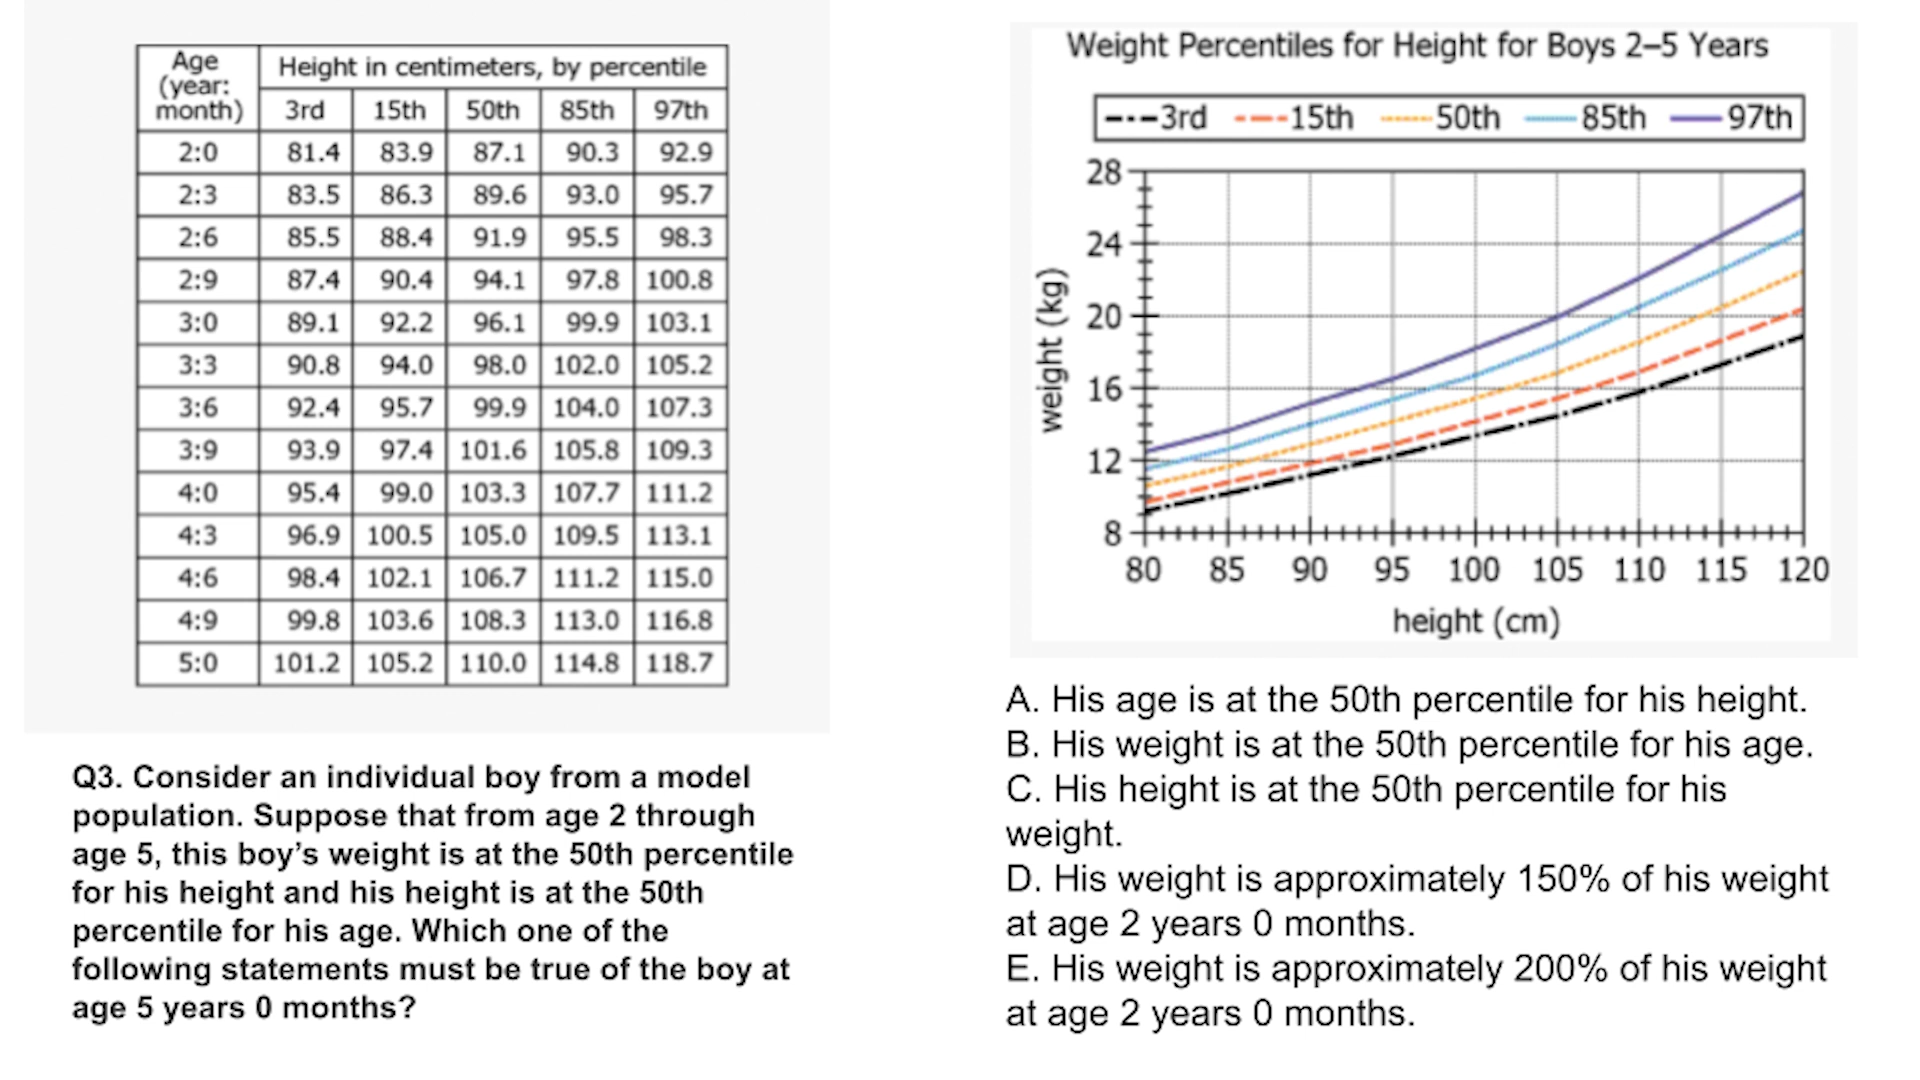 Age Height in centimeters, by percentile
(year:
month) 3rd 15th 50th 85th 97th
2:0 81.4 83.9 87.1 90.3 92.9
2:3 83.5 86.3 89.6 93.0 95.7
2:6 85.5 88.4 91.9 95.5 98.3
2:9 87.4 90.4 94.1 97.8 100.8
3:0 89.1 92.2 96.1 99.9 103.1
3:3 90.8 94.0 98.0 102.0 105.2
3:6 92.4 95.7 99.9 104.0 107.3
3:9 93.9 97.4 101.6 105.8 109.3
4:0 95.4 99.0 103.3 107.7 111.2
4:3 96.9 100.5 105.0 109.5 113.1
4:6 98.4 102.1 106.7 111.2 115.0
4:9 99.8 103.6 108.3 113.0 116.8
5:0 101.2 105.2 110.0 114.8 118.7
Q3. Consider an individual boy from a model
population. Suppose that from age 2 through
age 5, this boy’s weight is at the 50th percentile
for his height and his height is at the 50th
percentile for his age. Which one of the
following statements must be true of the boy at
age 5 years 0 months?
Weight Percentiles for Height for Boys 2–5 Years
3rd 15th 50th 85th 97th
28
24
20
16
12
8
weight (kg)
80 85 90 95 100 105 110 115 120
height (cm)
A. His age is at the 50th percentile for his height.
B. His weight is at the 50th percentile for his age.
C. His height is at the 50th percentile for his
weight.
D. His weight is approximately 150% of his weight
at age 2 years 0 months.
E. His weight is approximately 200% of his weight
at age 2 years 0 months.